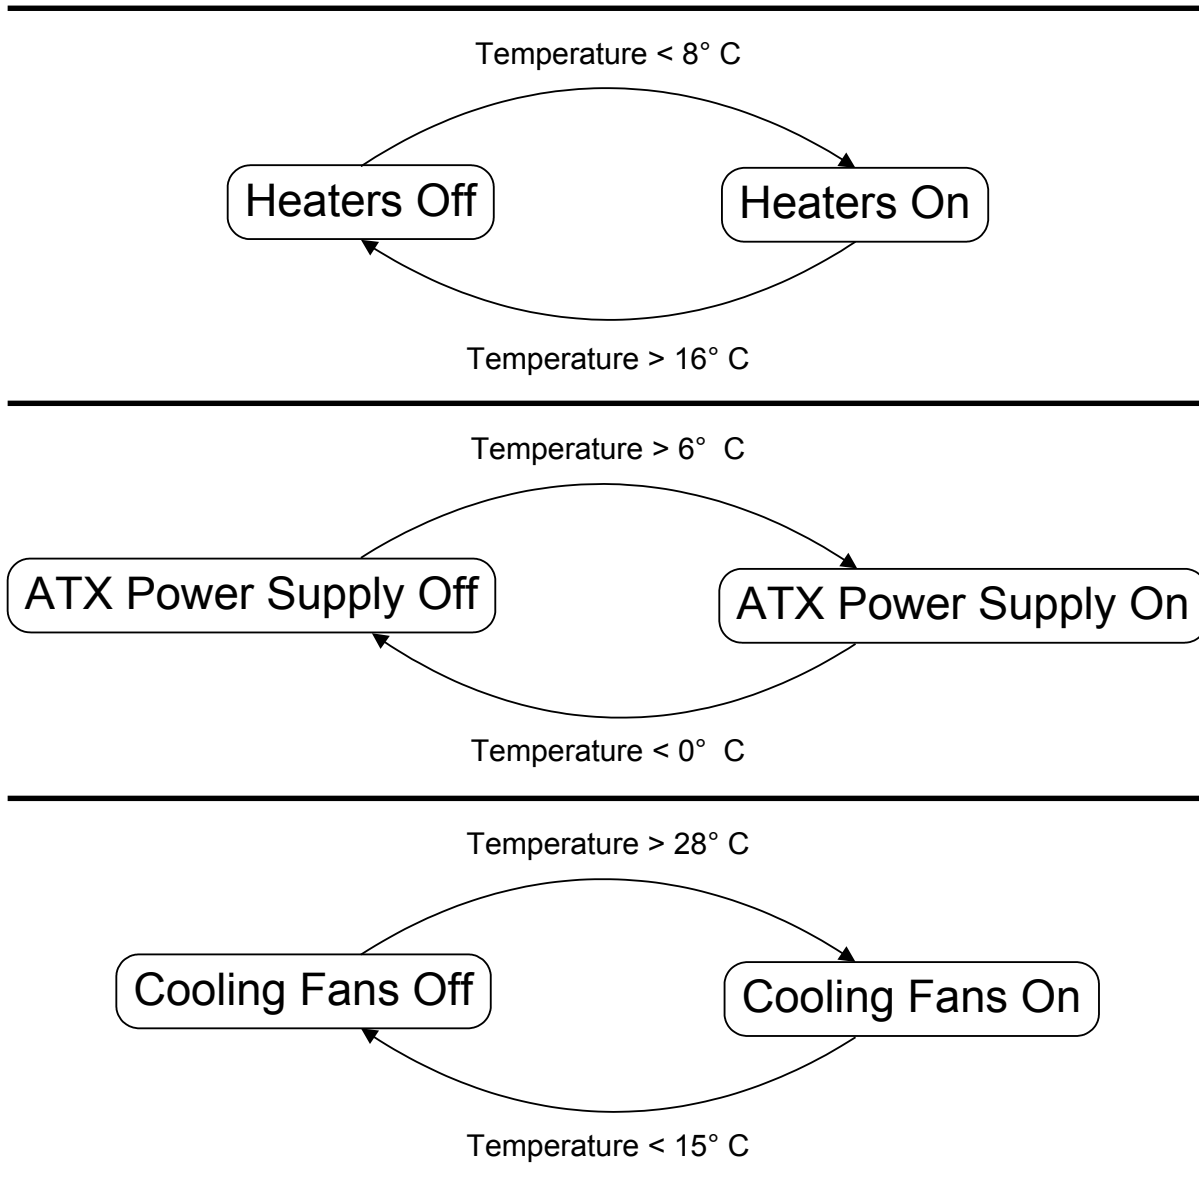 Temperature < 8° C
Heaters Off
Heaters On
Temperature > 16° C
Temperature > 6°  C
ATX Power Supply Off
ATX Power Supply On
Temperature < 0°  C
Temperature > 28° C
Cooling Fans Off
Cooling Fans On
Temperature < 15° C